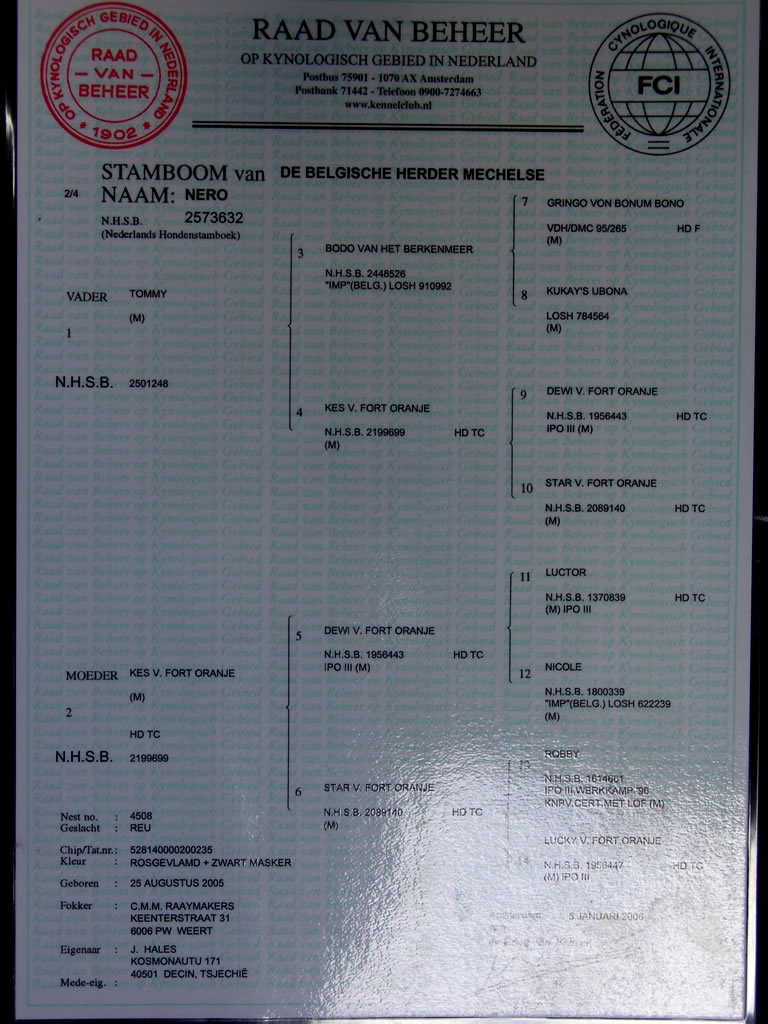 OP KYNOLOGISCH GEBIED IN NEDERLAND
RAAD
- VAN -
BEHEER
* 1902 *
RAAD VAN BEHEER
OP KYNOLOGISCH GEBIED IN NEDERLAND
Postbus 75901 - 1070 AX Amsterdam
Postbank 71442 - Telefoon 0900-7274663
www.kennelclub.nl
FÉDÉRATION CYNOLOGIQUE INTERNATIONALE
FCI
STAMBOOM van DE BELGISCHE HERDER MECHELSE
2/4 NAAM: NERO
N.H.S.B. 2573632
(Nederlands Hondenstamboek)
VADER TOMMY
(M)
1
N.H.S.B. 2501248
3 BODO VAN HET BERKENMEER
N.H.S.B. 2448526
"IMP"(BELG.) LOSH 910992
4 KES V. FORT ORANJE
N.H.S.B. 2199699 HD TC
(M)
7 GRINGO VON BONUM BONO
VDH/DMC 95/265 HD F
(M)
8 KUKAY'S UBONA
LOSH 784564
(M)
9 DEWI V. FORT ORANJE
N.H.S.B. 1956443 HD TC
IPO III (M)
10 STAR V. FORT ORANJE
N.H.S.B. 2089140 HD TC
(M)
MOEDER KES V. FORT ORANJE
(M)
2
HD TC
N.H.S.B. 2199699
5 DEWI V. FORT ORANJE
N.H.S.B. 1956443 HD TC
IPO III (M)
6 STAR V. FORT ORANJE
N.H.S.B. 2089140 HD TC
(M)
11 LUCTOR
N.H.S.B. 1370839 HD TC
(M) IPO III
12 NICOLE
N.H.S.B. 1800339
"IMP"(BELG.) LOSH 622239
(M)
13 ROBBY
N.H.S.B. 1614661
IPO III,WERKKAMP.'96
KNPV.CERT.MET LOF (M)
14 LUCKY V. FORT ORANJE
N.H.S.B. 1956447 HD TC
(M) IPO III
Nest no. : 4508
Geslacht : REU
Chip/Tat.nr.: 528140000200235
Kleur : ROSGEVLAMD + ZWART MASKER
Geboren : 25 AUGUSTUS 2005
Fokker : C.M.M. RAAYMAKERS
KEENTERSTRAAT 31
6006 PW WEERT
Eigenaar : J. HALES
KOSMONAUTU 171
40501 DECIN, TSJECHIË
Mede-eig. :
Amsterdam 5 JANUARI 2006